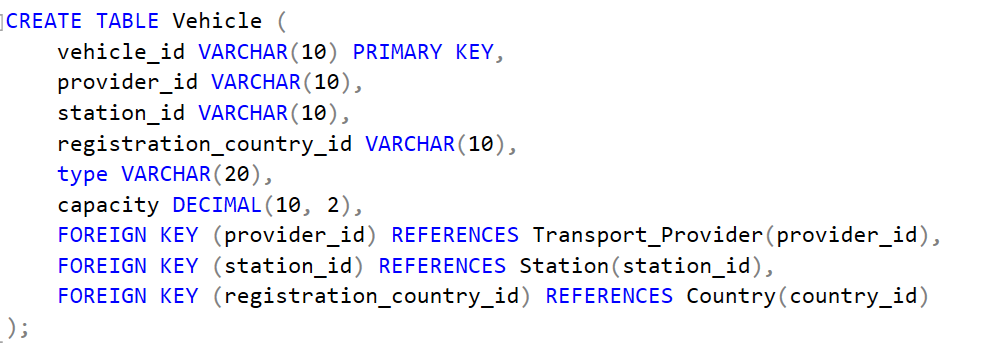 CREATE TABLE Vehicle (
    vehicle_id VARCHAR(10) PRIMARY KEY,
    provider_id VARCHAR(10),
    station_id VARCHAR(10),
    registration_country_id VARCHAR(10),
    type VARCHAR(20),
    capacity DECIMAL(10, 2),
    FOREIGN KEY (provider_id) REFERENCES Transport_Provider(provider_id),
    FOREIGN KEY (station_id) REFERENCES Station(station_id),
    FOREIGN KEY (registration_country_id) REFERENCES Country(country_id)
);